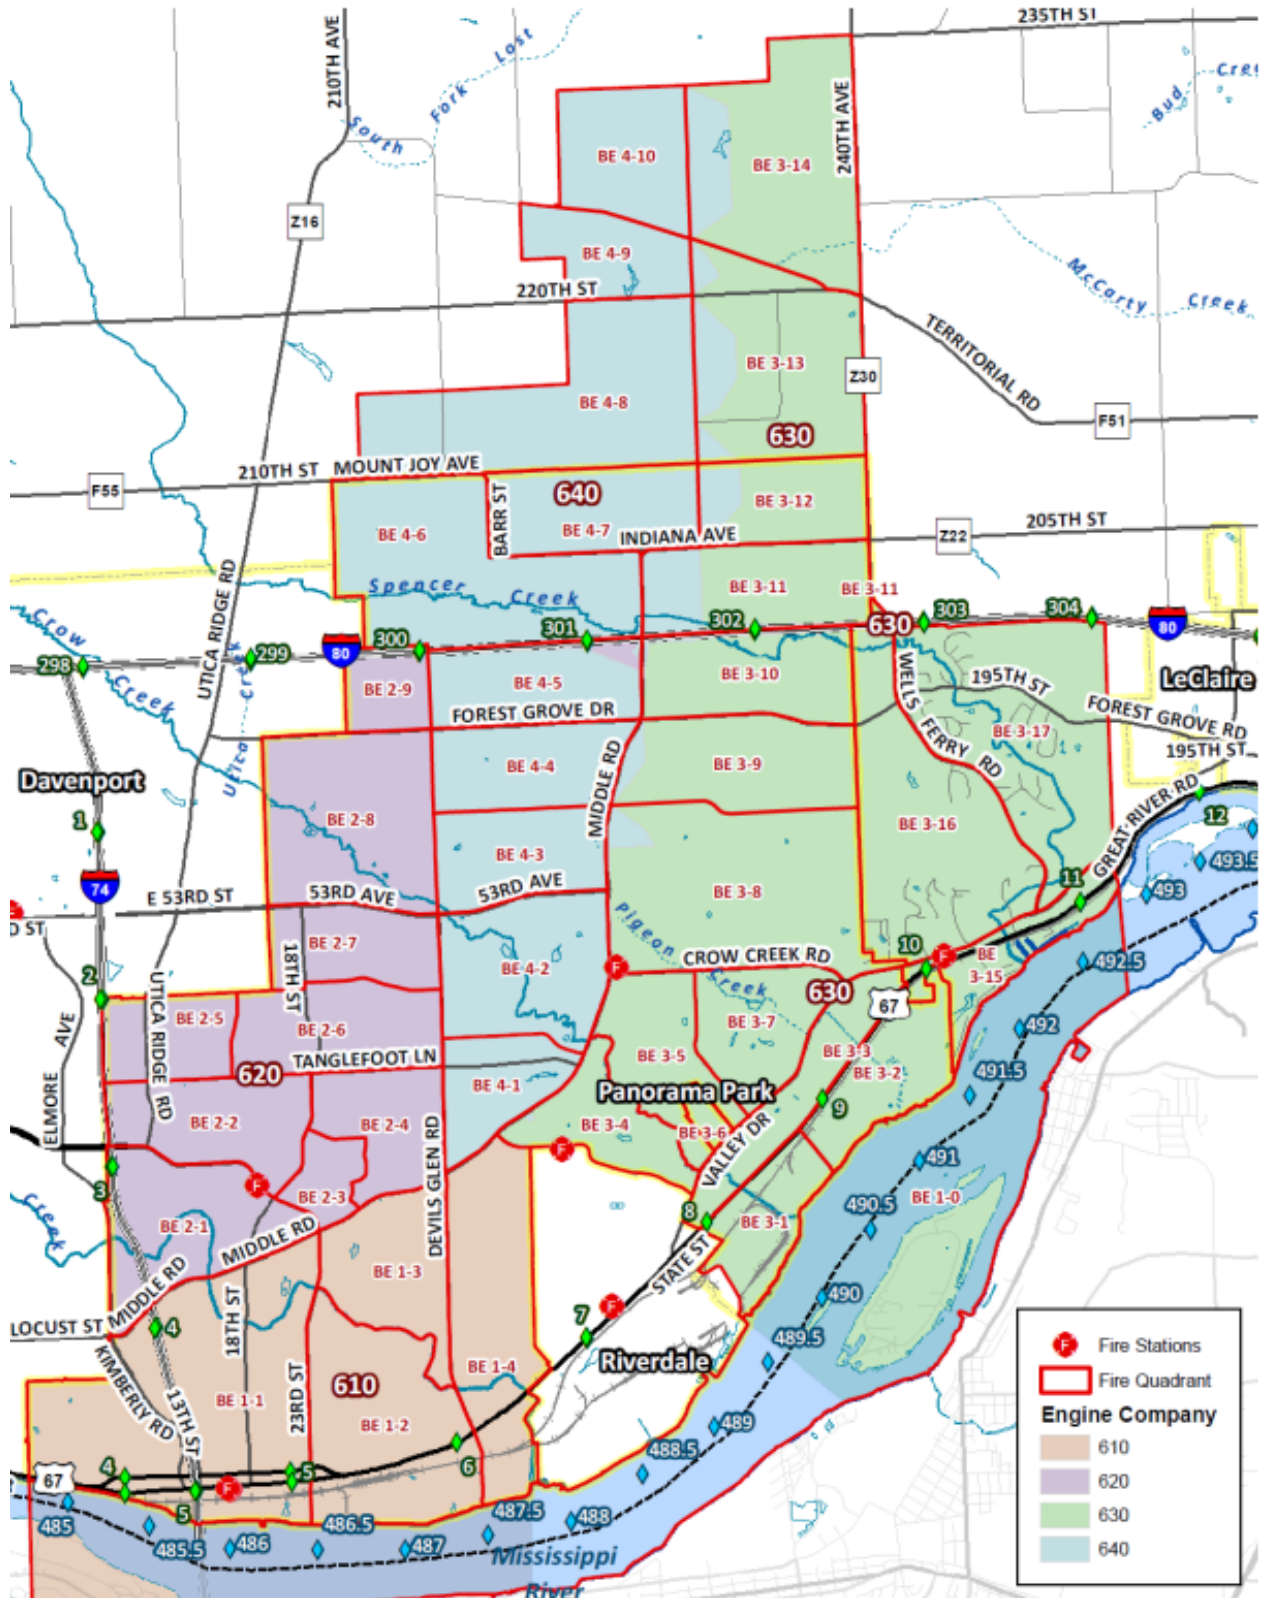 235TH ST
210TH AVE
South Fork Lost
Bud Cree
BE 4-10
BE 3-14
240TH AVE
Z16
BE 4-9
McCarty Creek
220TH ST
TERRITORIAL RD
BE 3-13
Z30
BE 4-8
F51
630
210TH ST
MOUNT JOY AVE
F55
640
BARR ST
BE 3-12
BE 4-6
BE 4-7
INDIANA AVE
Z22
205TH ST
UTICA RIDGE RD
Spencer Creek
BE 3-11
BE 3-11
Crow Creek
Utica Creek
298
299
80
300
301
302
630
303
304
80
BE 2-9
BE 4-5
BE 3-10
WELLS FERRY RD
195TH ST
LeClaire
FOREST GROVE DR
FOREST GROVE RD
BE 3-17
195TH ST
Davenport
BE 4-4
MIDDLE RD
BE 3-9
GREAT RIVER RD
1
BE 2-8
BE 3-16
12
BE 4-3
493.5
74
E 53RD ST
53RD AVE
53RD AVE
BE 3-8
11
493
D ST
Pigeon Creek
BE 2-7
18TH ST
BE 4-2
CROW CREEK RD
10
BE 3-15
492.5
2
F
F
630
67
AVE
UTICA RIDGE RD
BE 2-5
BE 2-6
BE 3-7
492
TANGLEFOOT LN
BE 3-5
BE 3-3
BE 3-2
620
BE 4-1
Panorama Park
491.5
ELMORE
9
BE 2-2
BE 2-4
DEVILS GLEN RD
BE 3-4
BE 3-6
VALLEY DR
F
491
3
F
BE 2-3
BE 1-0
Creek
BE 2-1
MIDDLE RD
8
BE 3-1
490.5
MIDDLE RD
BE 1-3
STATE ST
490
LOCUST ST
4
18TH ST
7
F
489.5
KIMBERLY RD
13TH ST
23RD ST
BE 1-4
Riverdale
610
BE 1-1
BE 1-2
489
6
488.5
67
4
5
5
F
485
485.5
486
486.5
487
487.5
488
Mississippi
River
F Fire Stations
Fire Quadrant
Engine Company
610
620
630
640